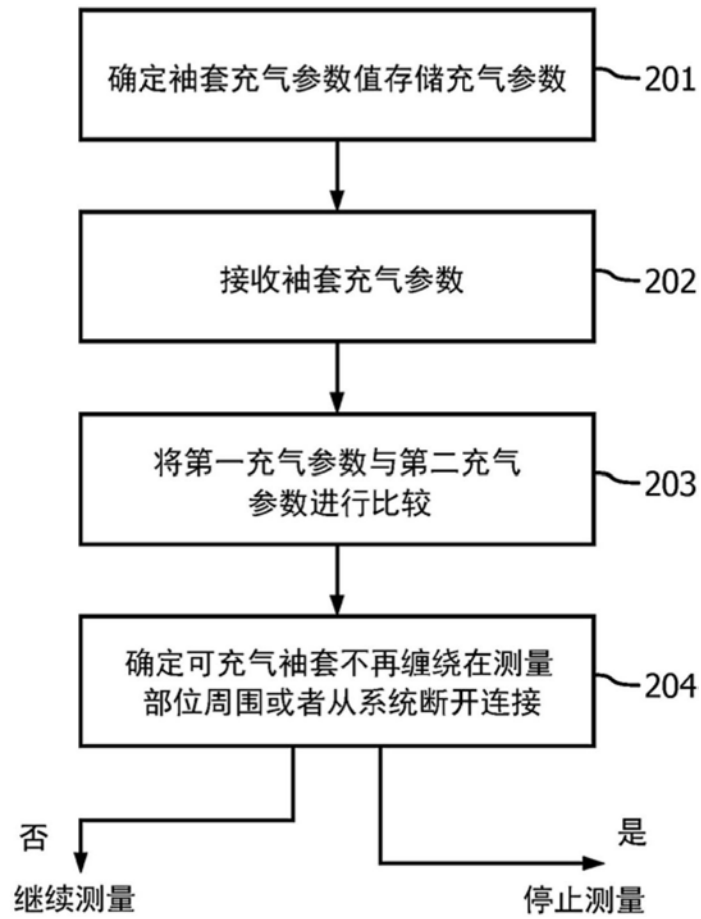 确定袖套充气参数值存储充气参数
201
接收袖套充气参数
202
将第一充气参数与第二充气
参数进行比较
203
确定可充气袖套不再缠绕在测量
部位周围或者从系统断开连接
204
否
是
继续测量
停止测量